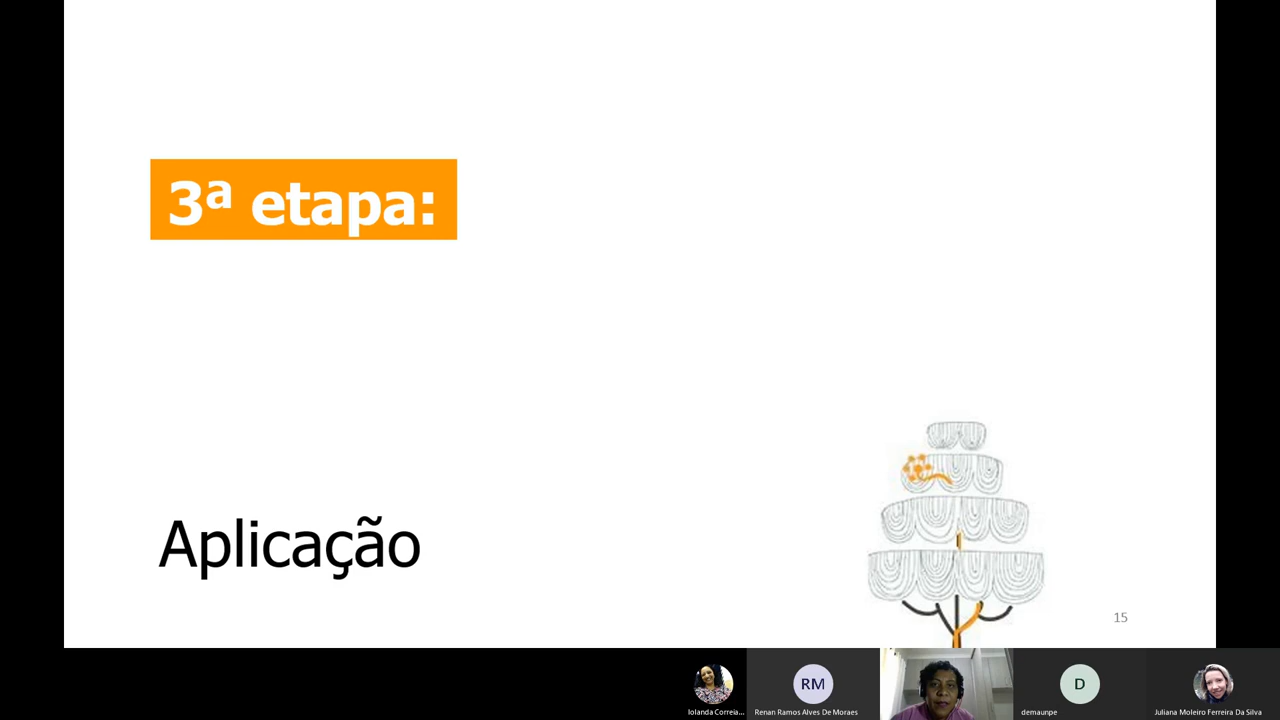 3ª etapa:
Aplicação
15
Iolanda Correia...
RM
Renan Ramos Alves De Moraes
D
demaunpe
Juliana Moleiro Ferreira Da Silva